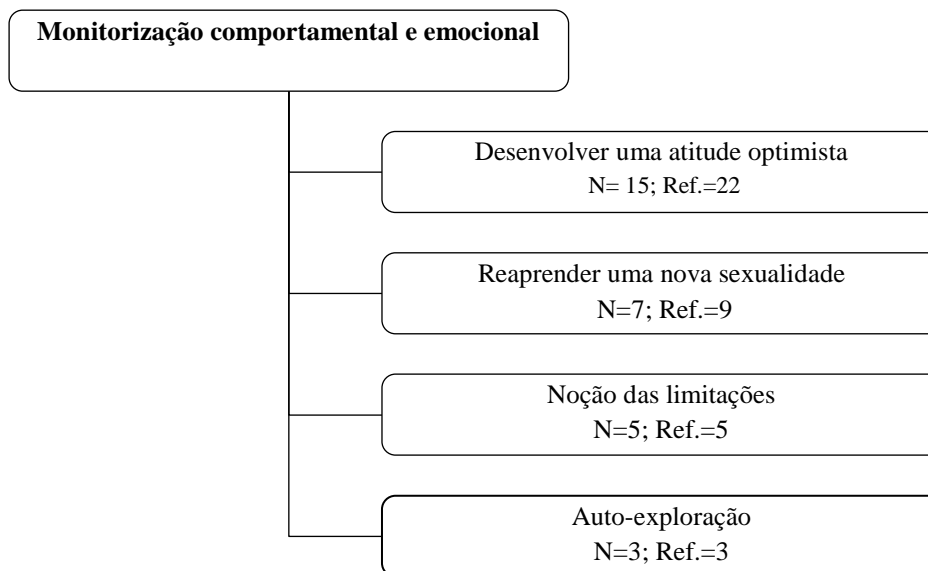 Monitorização comportamental e emocional
Desenvolver uma atitude optimista
N= 15; Ref.=22
Reaprender uma nova sexualidade
N=7; Ref.=9
Noção das limitações
N=5; Ref.=5
Auto-exploração
N=3; Ref.=3